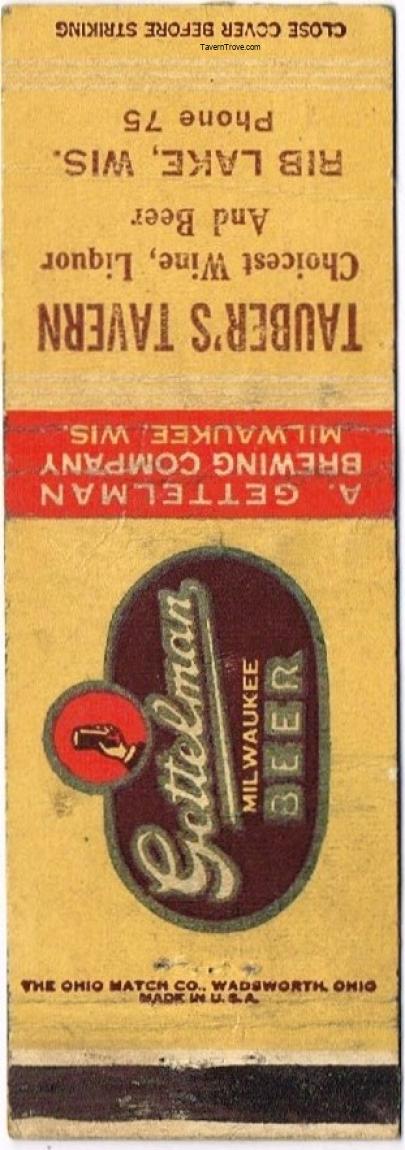 CLOSE COVER BEFORE STRIKING
TavernTrove.com
TAUBER'S TAVERN
Choicest Wine, Liquor
And Beer
RIB LAKE, WIS.
Phone 75
A. GETTELMAN
BREWING COMPANY
MILWAUKEE, WIS.
Gettelman
MILWAUKEE
BEER
THE OHIO MATCH CO., WADSWORTH, OHIO
MADE IN U.S.A.